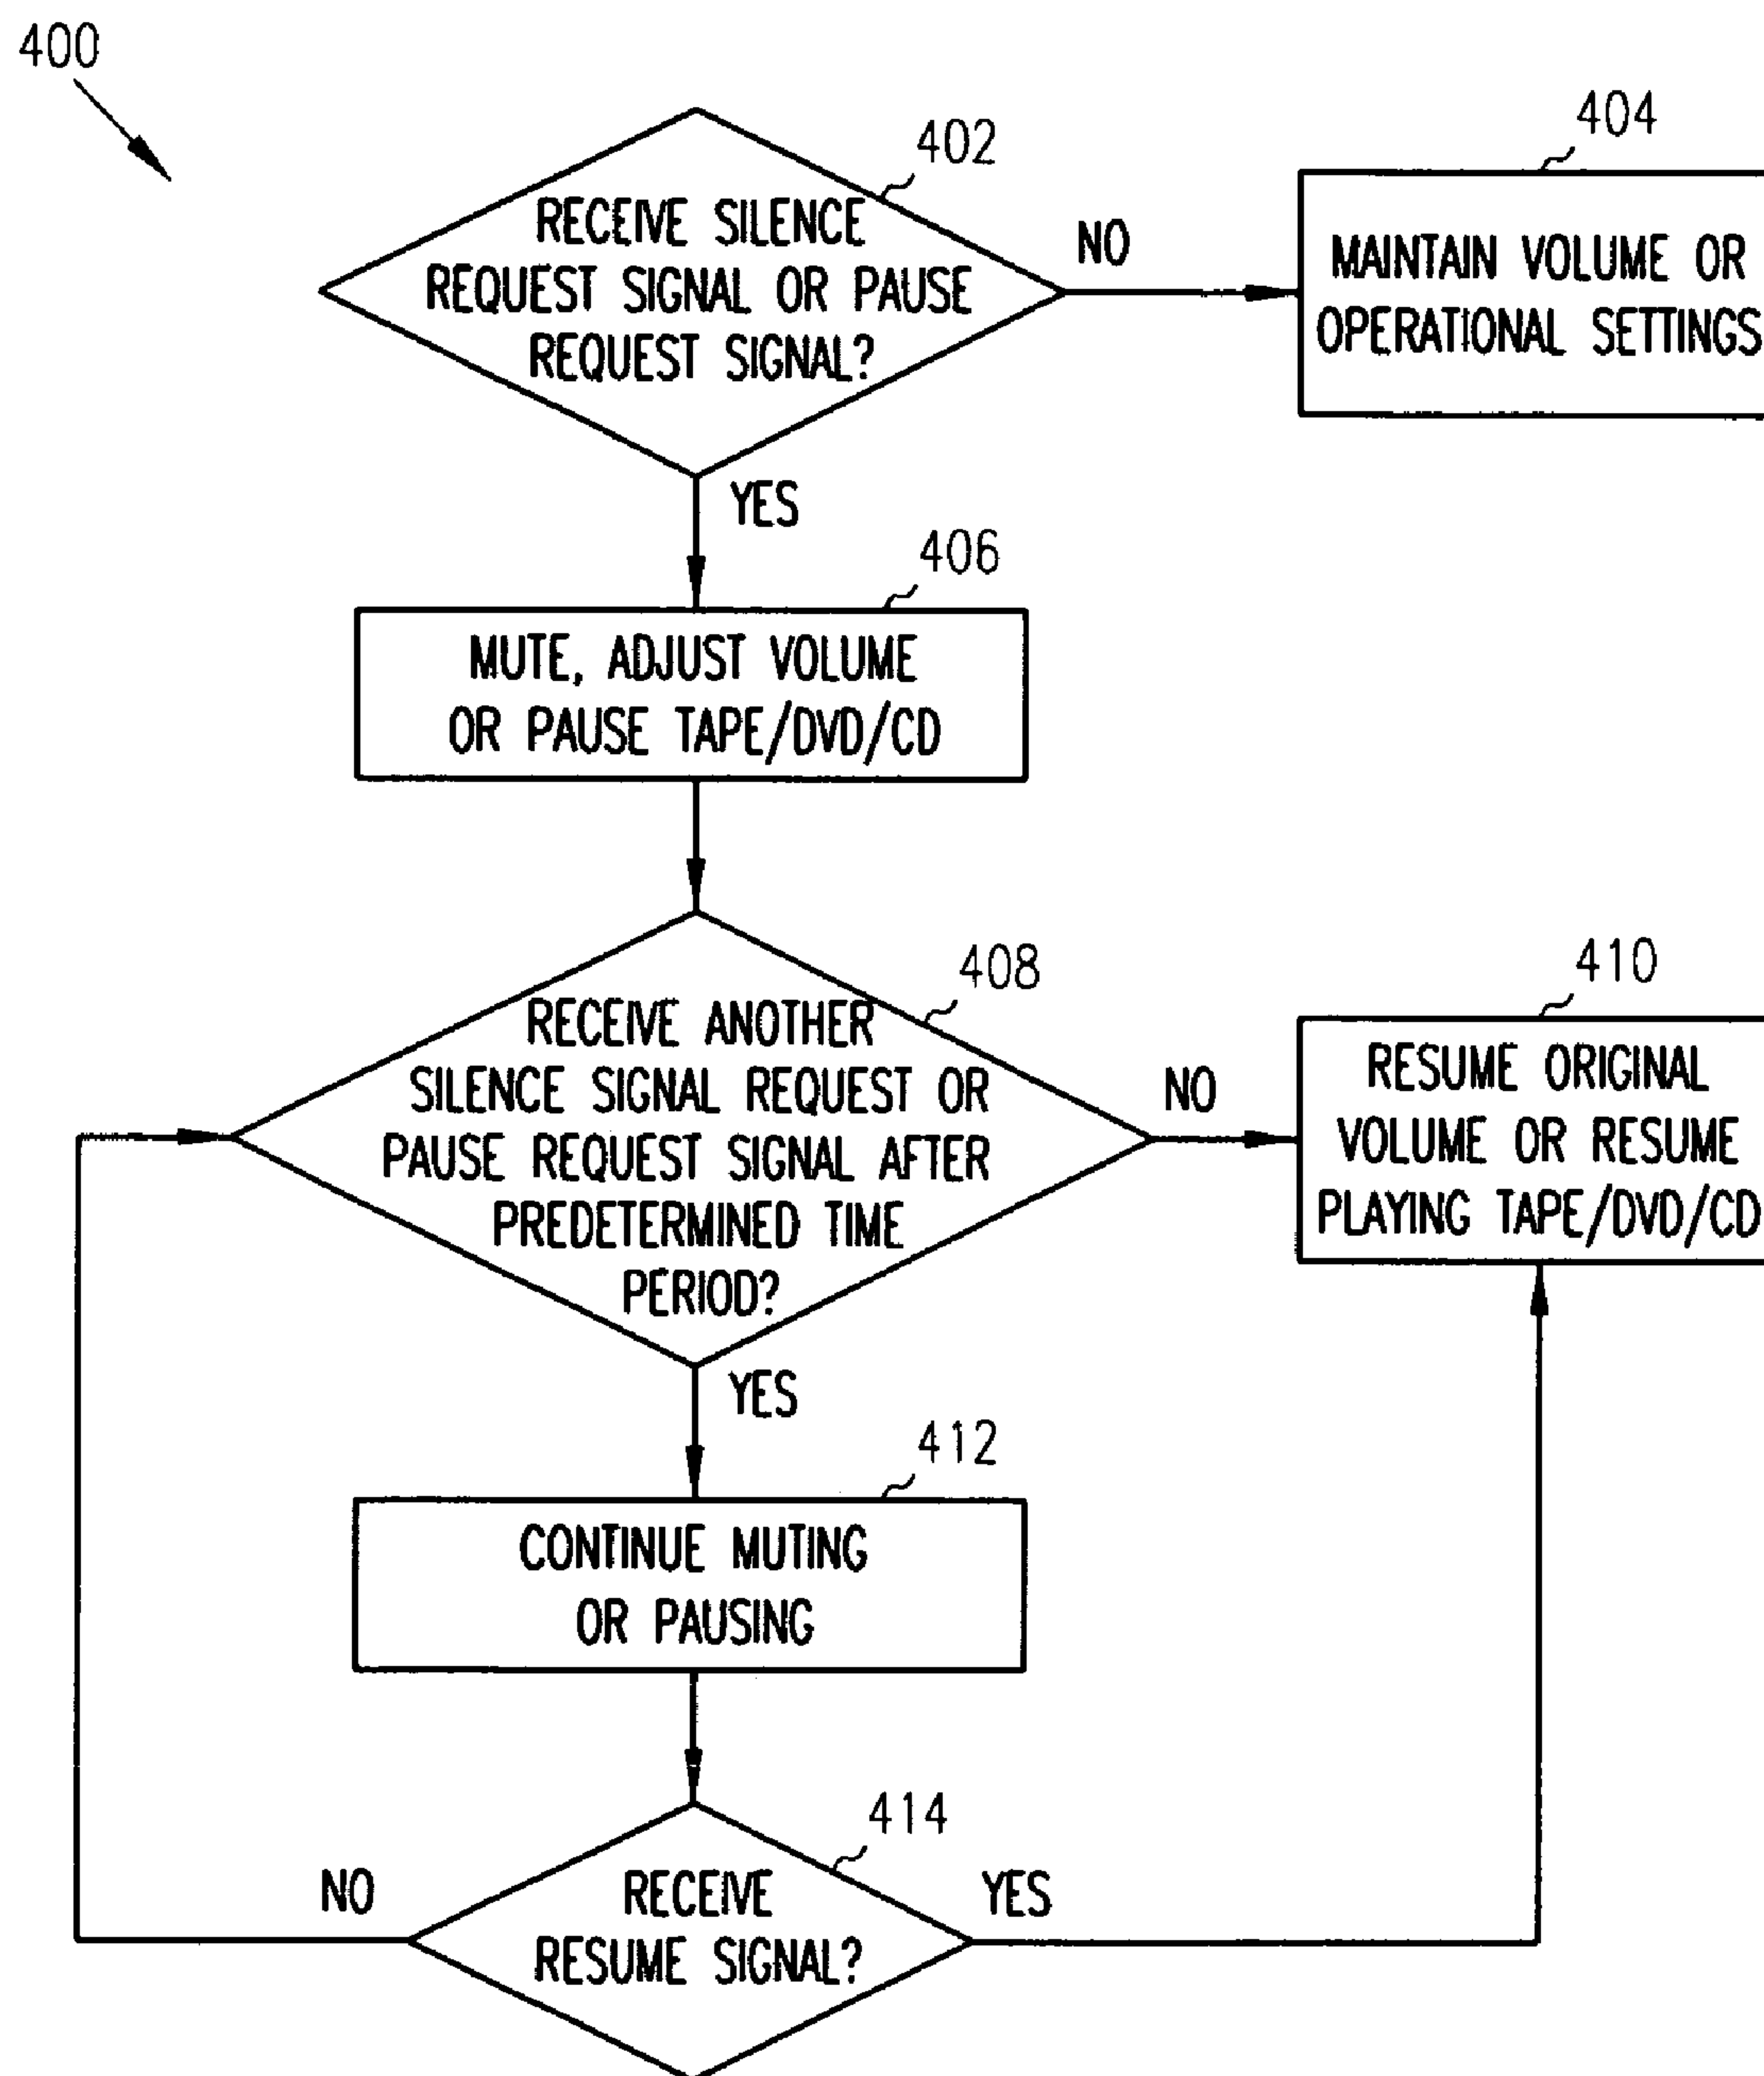 400
402
RECEIVE SILENCE
REQUEST SIGNAL OR PAUSE
REQUEST SIGNAL?
NO
404
MAINTAIN VOLUME OR
OPERATIONAL SETTINGS
YES
406
MUTE, ADJUST VOLUME
OR PAUSE TAPE/DVD/CD
408
RECEIVE ANOTHER
SILENCE SIGNAL REQUEST OR
PAUSE REQUEST SIGNAL AFTER
PREDETERMINED TIME
PERIOD?
NO
410
RESUME ORIGINAL
VOLUME OR RESUME
PLAYING TAPE/DVD/CD
YES
412
CONTINUE MUTING
OR PAUSING
414
RECEIVE
RESUME SIGNAL?
NO
YES